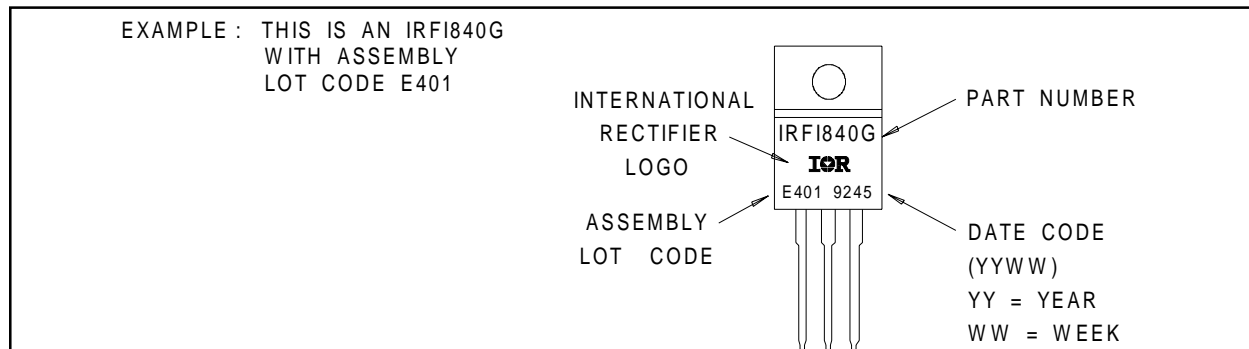 EXAMPLE : THIS IS AN IRFI840G
WITH ASSEMBLY
LOT CODE E401
INTERNATIONAL
RECTIFIER
LOGO
PART NUMBER
IRFI840G
IOR
E401 9245
ASSEMBLY
LOT CODE
DATE CODE
(YYWW)
YY = YEAR
WW = WEEK